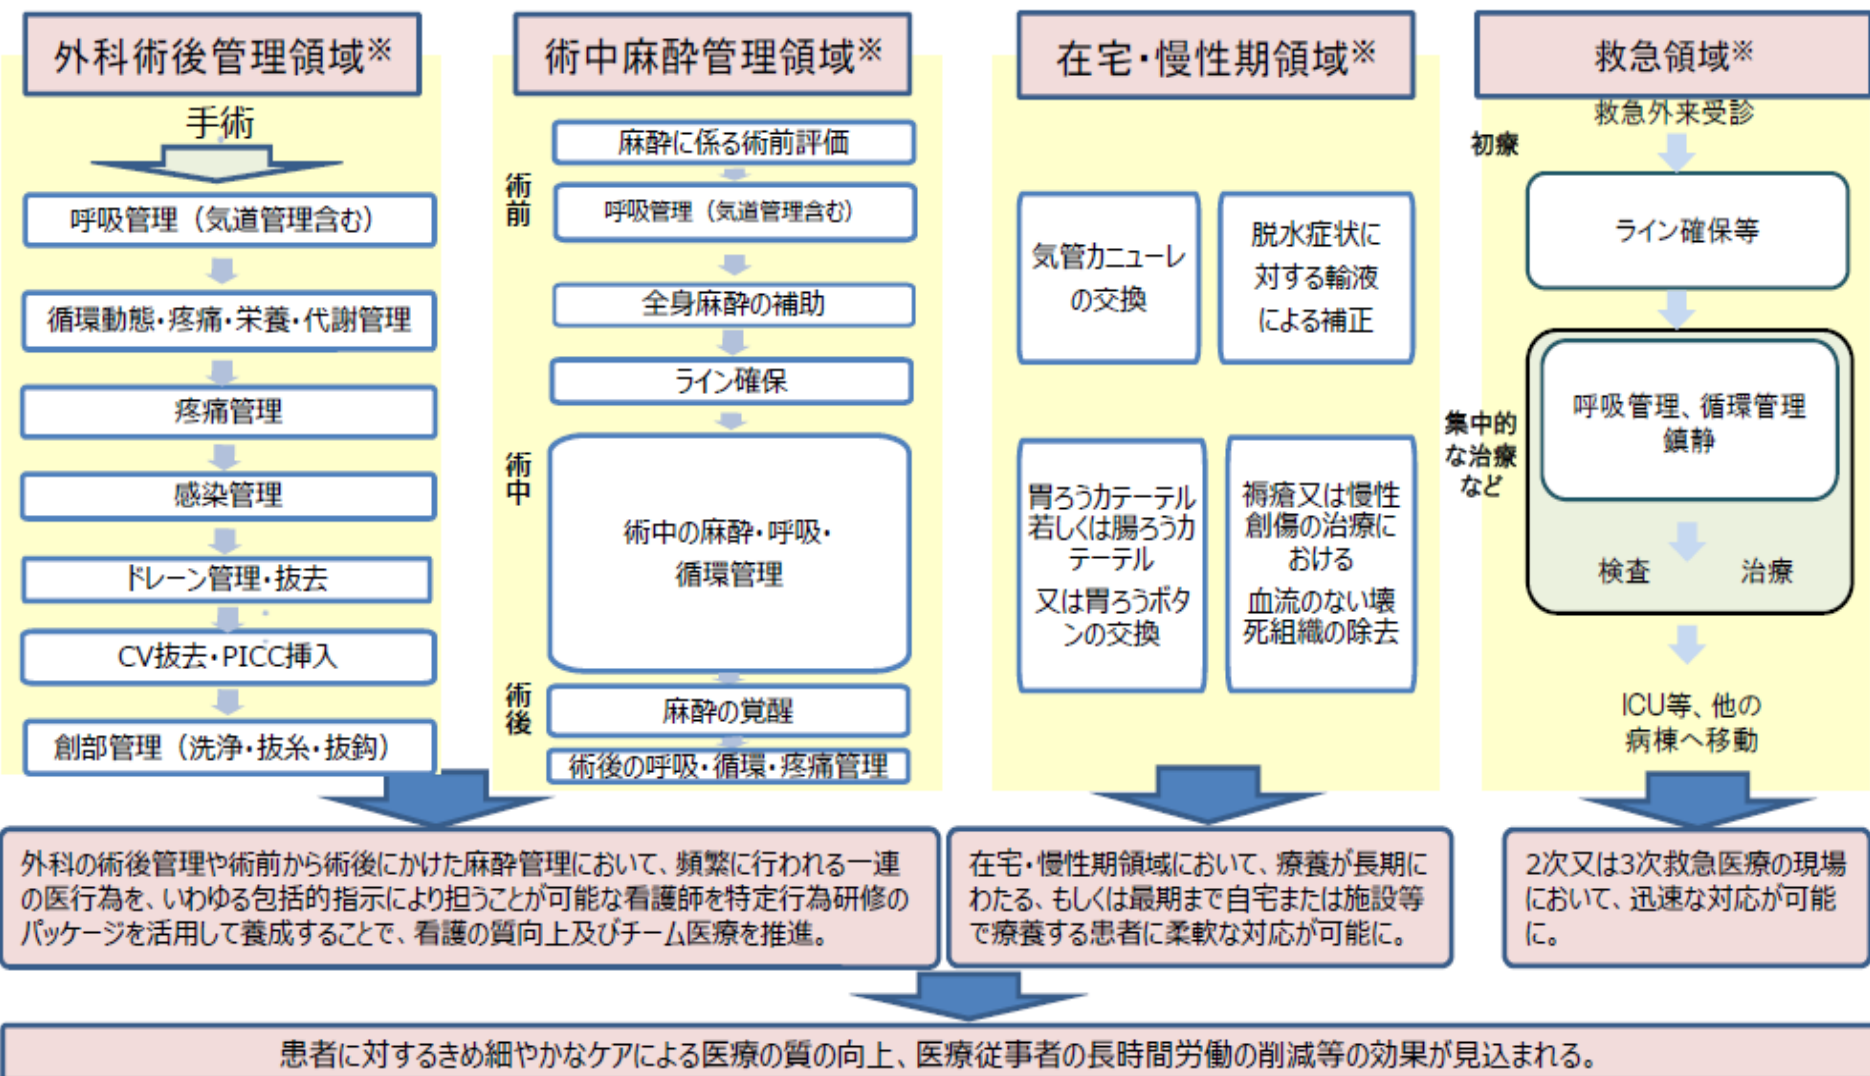 外科術後管理領域※
手術
呼吸管理（気道管理含む）
循環動態・疼痛・栄養・代謝管理
疼痛管理
感染管理
ドレーン管理・抜去
CV抜去・PICC挿入
創部管理（洗浄・抜糸・抜鈎）
術中麻酔管理領域※
術前
麻酔に係る術前評価
呼吸管理（気道管理含む）
全身麻酔の補助
ライン確保
術中
術中の麻酔・呼吸・
循環管理
術後
麻酔の覚醒
術後の呼吸・循環・疼痛管理
在宅・慢性期領域※
気管カニューレ
の交換
脱水症状に
対する輸液
による補正
胃ろうカテーテル
若しくは腸ろうカ
テーテル
又は胃ろうボタ
ンの交換
褥瘡又は慢性
創傷の治療に
おける
血流のない壊
死組織の除去
救急領域※
救急外来受診
初療
ライン確保等
集中的
な治療
など
呼吸管理、循環管理
鎮静
検査 治療
ICU等、他の
病棟へ移動
外科の術後管理や術前から術後にかけた麻酔管理において、頻繁に行われる一連
の医行為を、いわゆる包括的指示により担うことが可能な看護師を特定行為研修の
パッケージを活用して養成することで、看護の質向上及びチーム医療を推進。
在宅・慢性期領域において、療養が長期に
わたる、もしくは最期まで自宅または施設等
で療養する患者に柔軟な対応が可能に。
2次又は3次救急医療の現場
において、迅速な対応が可能
に。
患者に対するきめ細やかなケアによる医療の質の向上、医療従事者の長時間労働の削減等の効果が見込まれる。